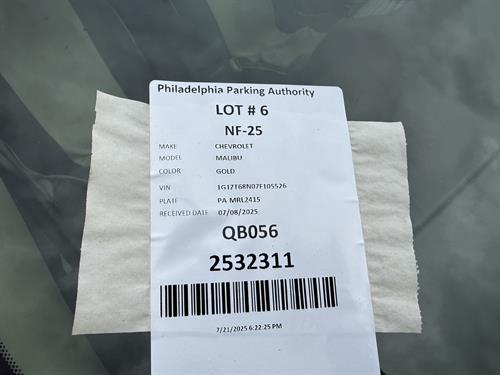 Philadelphia Parking Authority
LOT # 6
NF-25
MAKE CHEVROLET
MODEL MALIBU
COLOR GOLD
VIN 1G1ZT68N07F105526
PLATE PA MRL2415
RECEIVED DATE 07/08/2025
QB056
2532311
7/21/2025 6:22:25 PM